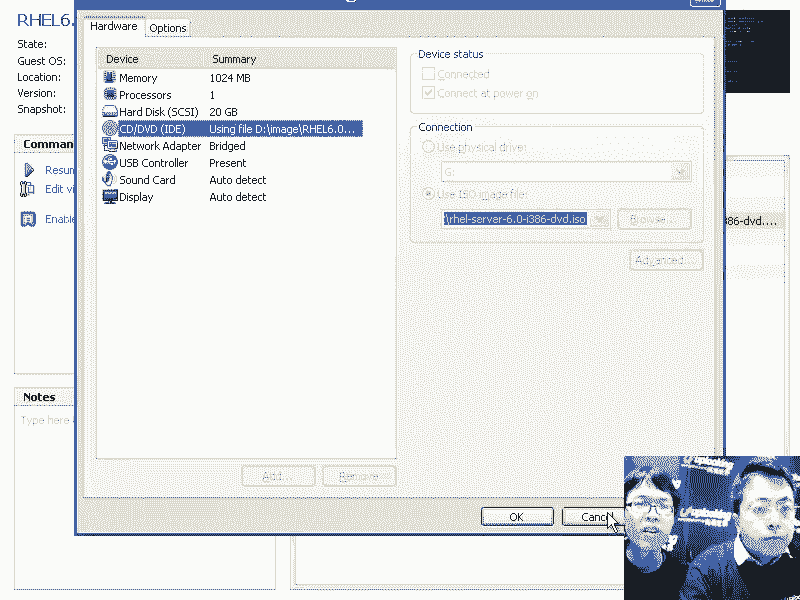 RHEL6.
State:
Guest OS:
Location:
Version:
Snapshot:
Comman
Resum
Edit vi
Enable
Notes
Type here
Hardware
Options
Device Summary
Memory 1024 MB
Processors 1
Hard Disk (SCSI) 20 GB
CD/DVD (IDE) Using file D:\image\RHEL6.0...
Network Adapter Bridged
USB Controller Present
Sound Card Auto detect
Display Auto detect
Add...
Remove
Device status
Connected
Connect at power on
Connection
Use physical drive:
G:
Use ISO image file:
:\rhel-server-6.0-i386-dvd.iso
Browse...
Advanced...
OK
Cancel
86-dvd....